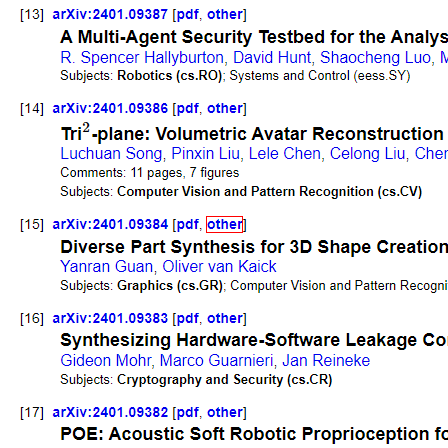 [13] arXiv:2401.09387 [pdf, other]
A Multi-Agent Security Testbed for the Analys
R. Spencer Hallyburton, David Hunt, Shaocheng Luo, M
Subjects: Robotics (cs.RO); Systems and Control (eess.SY)
[14] arXiv:2401.09386 [pdf, other]
Tri²-plane: Volumetric Avatar Reconstruction
Luchuan Song, Pinxin Liu, Lele Chen, Celong Liu, Chen
Comments: 11 pages, 7 figures
Subjects: Computer Vision and Pattern Recognition (cs.CV)
[15] arXiv:2401.09384 [pdf, other]
Diverse Part Synthesis for 3D Shape Creation
Yanran Guan, Oliver van Kaick
Subjects: Graphics (cs.GR); Computer Vision and Pattern Recogni
[16] arXiv:2401.09383 [pdf, other]
Synthesizing Hardware-Software Leakage Co
Gideon Mohr, Marco Guarnieri, Jan Reineke
Subjects: Cryptography and Security (cs.CR)
[17] arXiv:2401.09382 [pdf, other]
POE: Acoustic Soft Robotic Proprioception fo